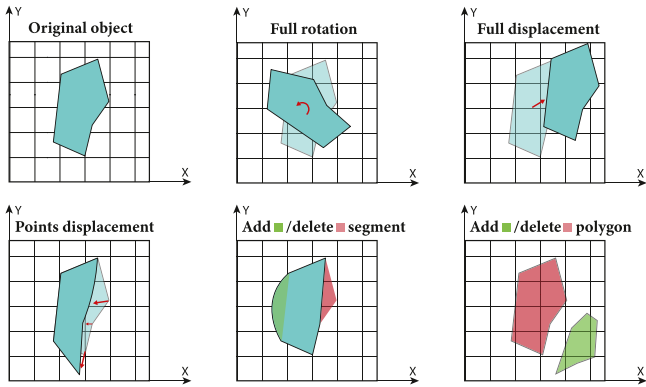 Original object
Y
X
Full rotation
Y
X
Full displacement
Y
X
Points displacement
Y
X
Add /delete segment
Y
X
Add /delete polygon
Y
X